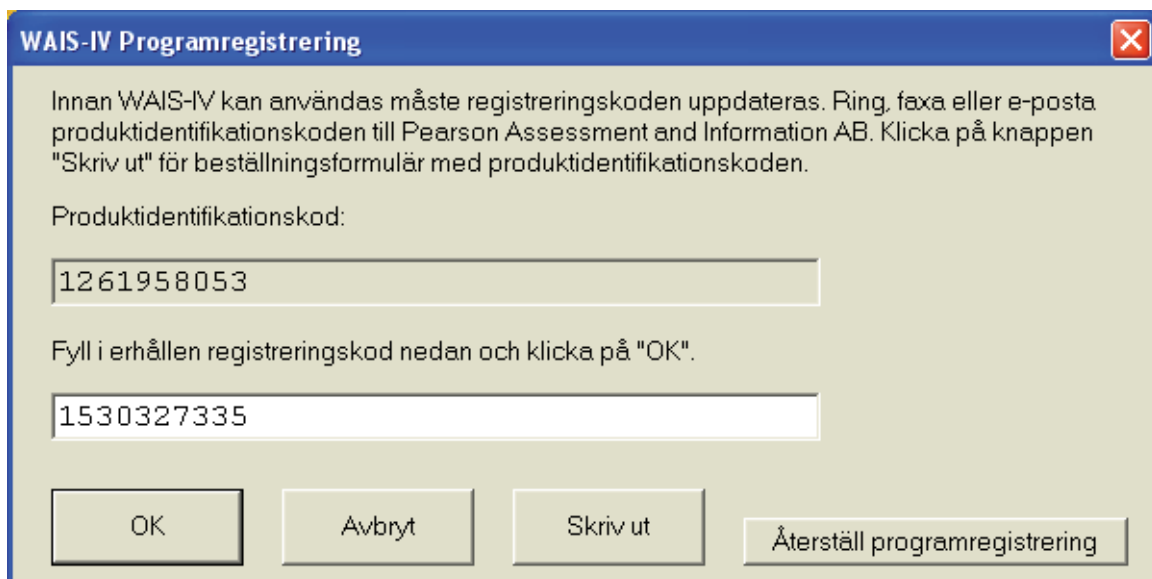 WAIS-IV Programregistrering
Innan WAIS-IV kan användas måste registreringskoden uppdateras. Ring, faxa eller e-posta
produktidentifikationskoden till Pearson Assessment and Information AB. Klicka på knappen
"Skriv ut" för beställningsformulär med produktidentifikationskoden.
Produktidentifikationskod:
1261958053
Fyll i erhållen registreringskod nedan och klicka på "OK".
1530327335
OK Avbryt Skriv ut Återställ programregistrering